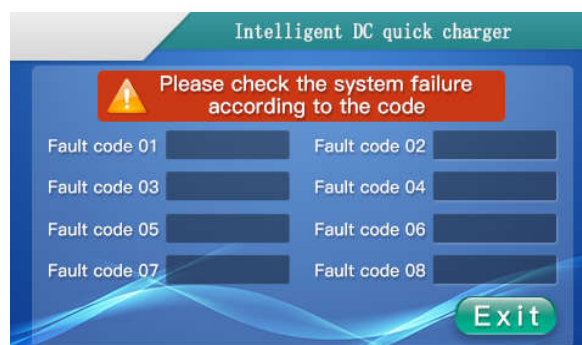 Intelligent DC quick charger
Please check the system failure
according to the code
Fault code 01
Fault code 02
Fault code 03
Fault code 04
Fault code 05
Fault code 06
Fault code 07
Fault code 08
Exit